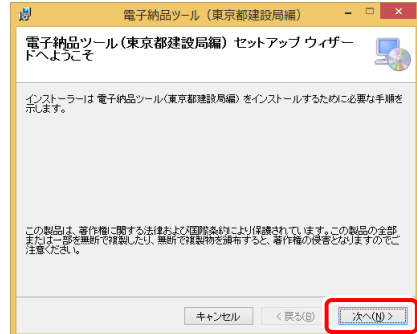 電子納品ツール（東京都建設局編）
電子納品ツール(東京都建設局編) セットアップ ウィザー
ドへようこそ
インストーラーは 電子納品ツール(東京都建設局編) をインストールするために必要な手順を
示します。
この製品は、著作権に関する法律および国際条約により保護されています。この製品の全部
または一部を無断で複製したり、無断で複製物を頒布すると、著作権の侵害となりますのでご
注意ください。
キャンセル
< 戻る(B)
次へ(N) >